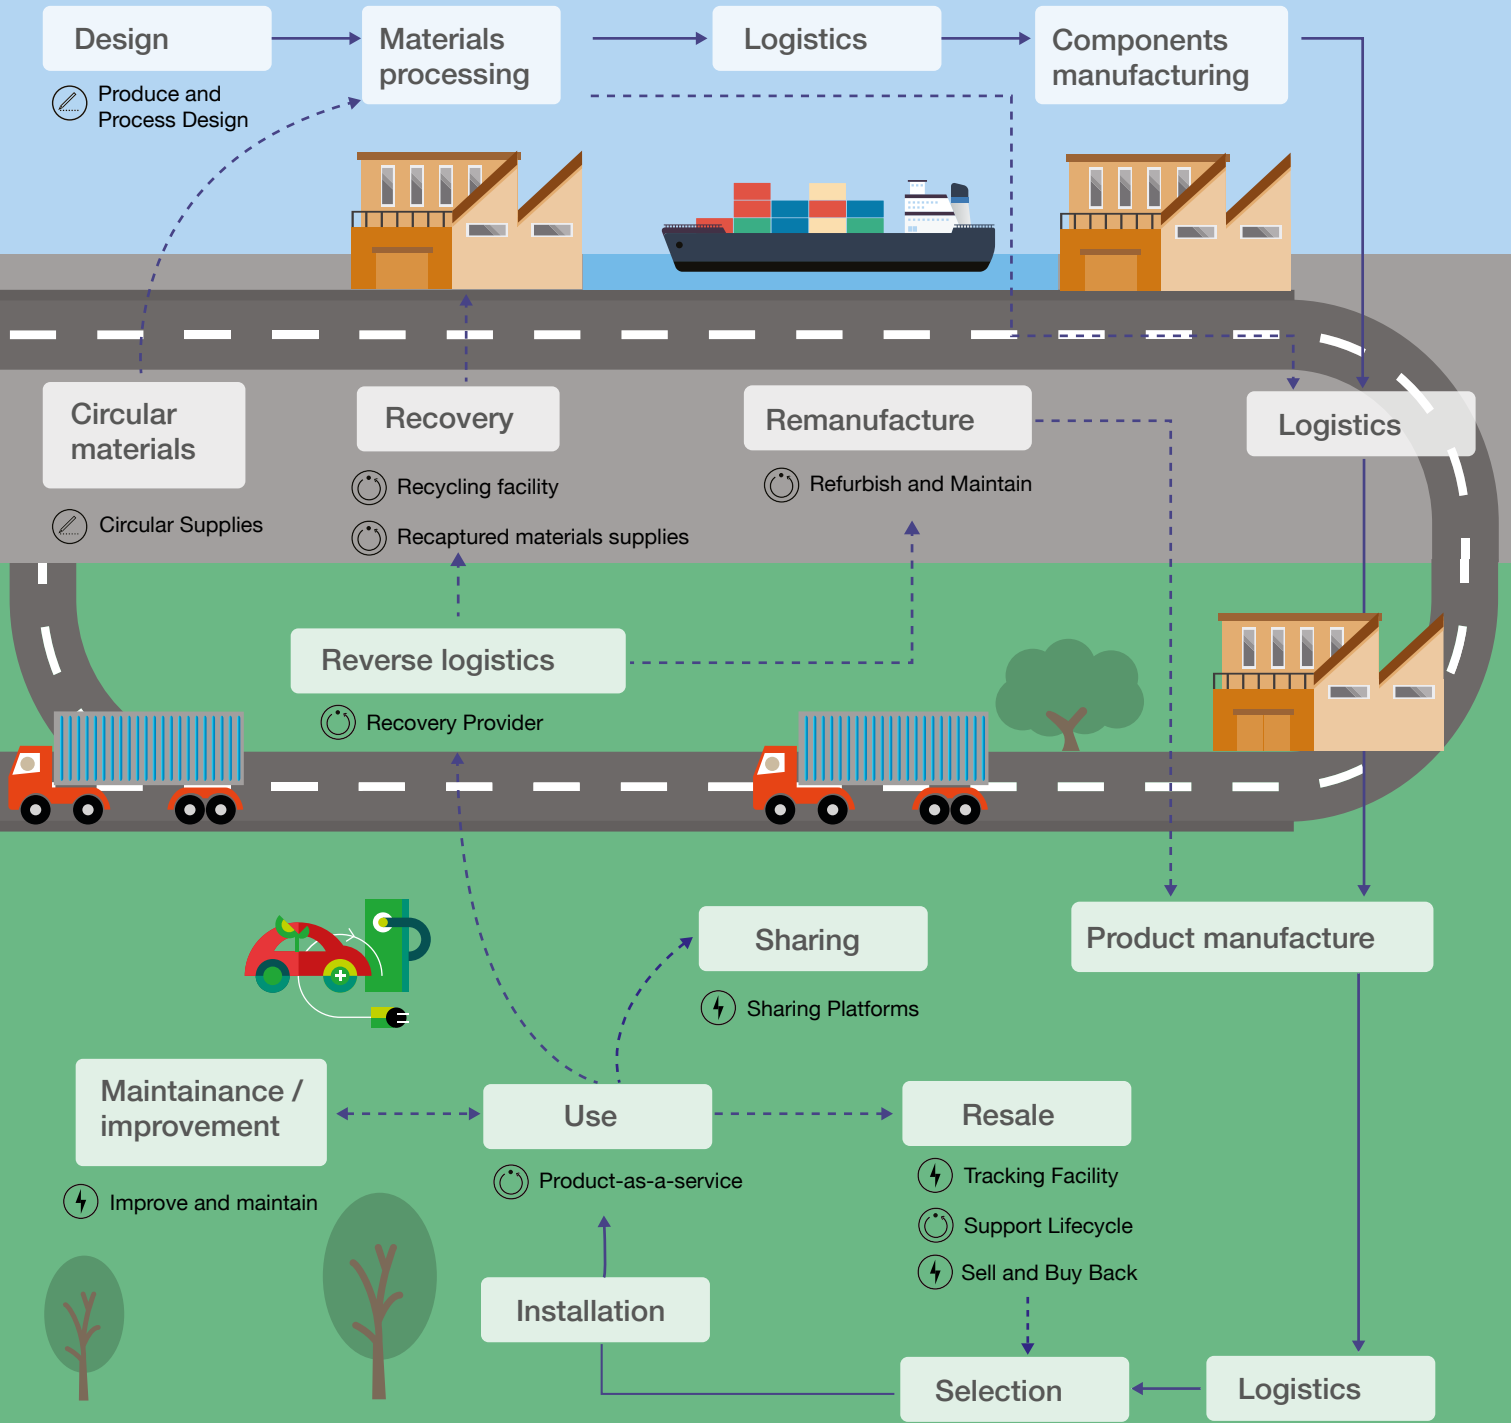 Design
Materials
processing
Logistics
Components
manufacturing
Produce and
Process Design
Circular
materials
Recovery
Remanufacture
Logistics
Recycling facility
Refurbish and Maintain
Circular Supplies
Recaptured materials supplies
Reverse logistics
Recovery Provider
Sharing
Product manufacture
Sharing Platforms
Maintainance /
improvement
Use
Resale
Improve and maintain
Product-as-a-service
Tracking Facility
Support Lifecycle
Sell and Buy Back
Installation
Selection
Logistics